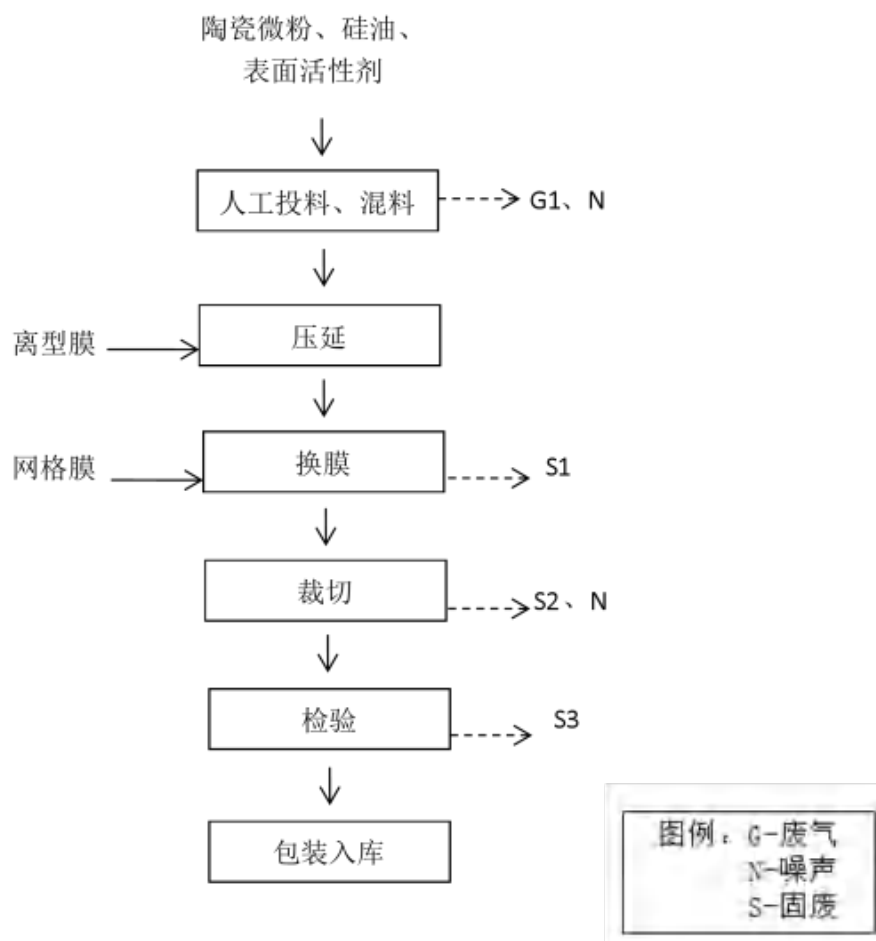 陶瓷微粉、硅油、
表面活性剂
人工投料、混料
G1、N
离型膜
压延
网格膜
换膜
S1
裁切
S2、N
检验
S3
包装入库
图例：G-废气
N-噪声
S-固废